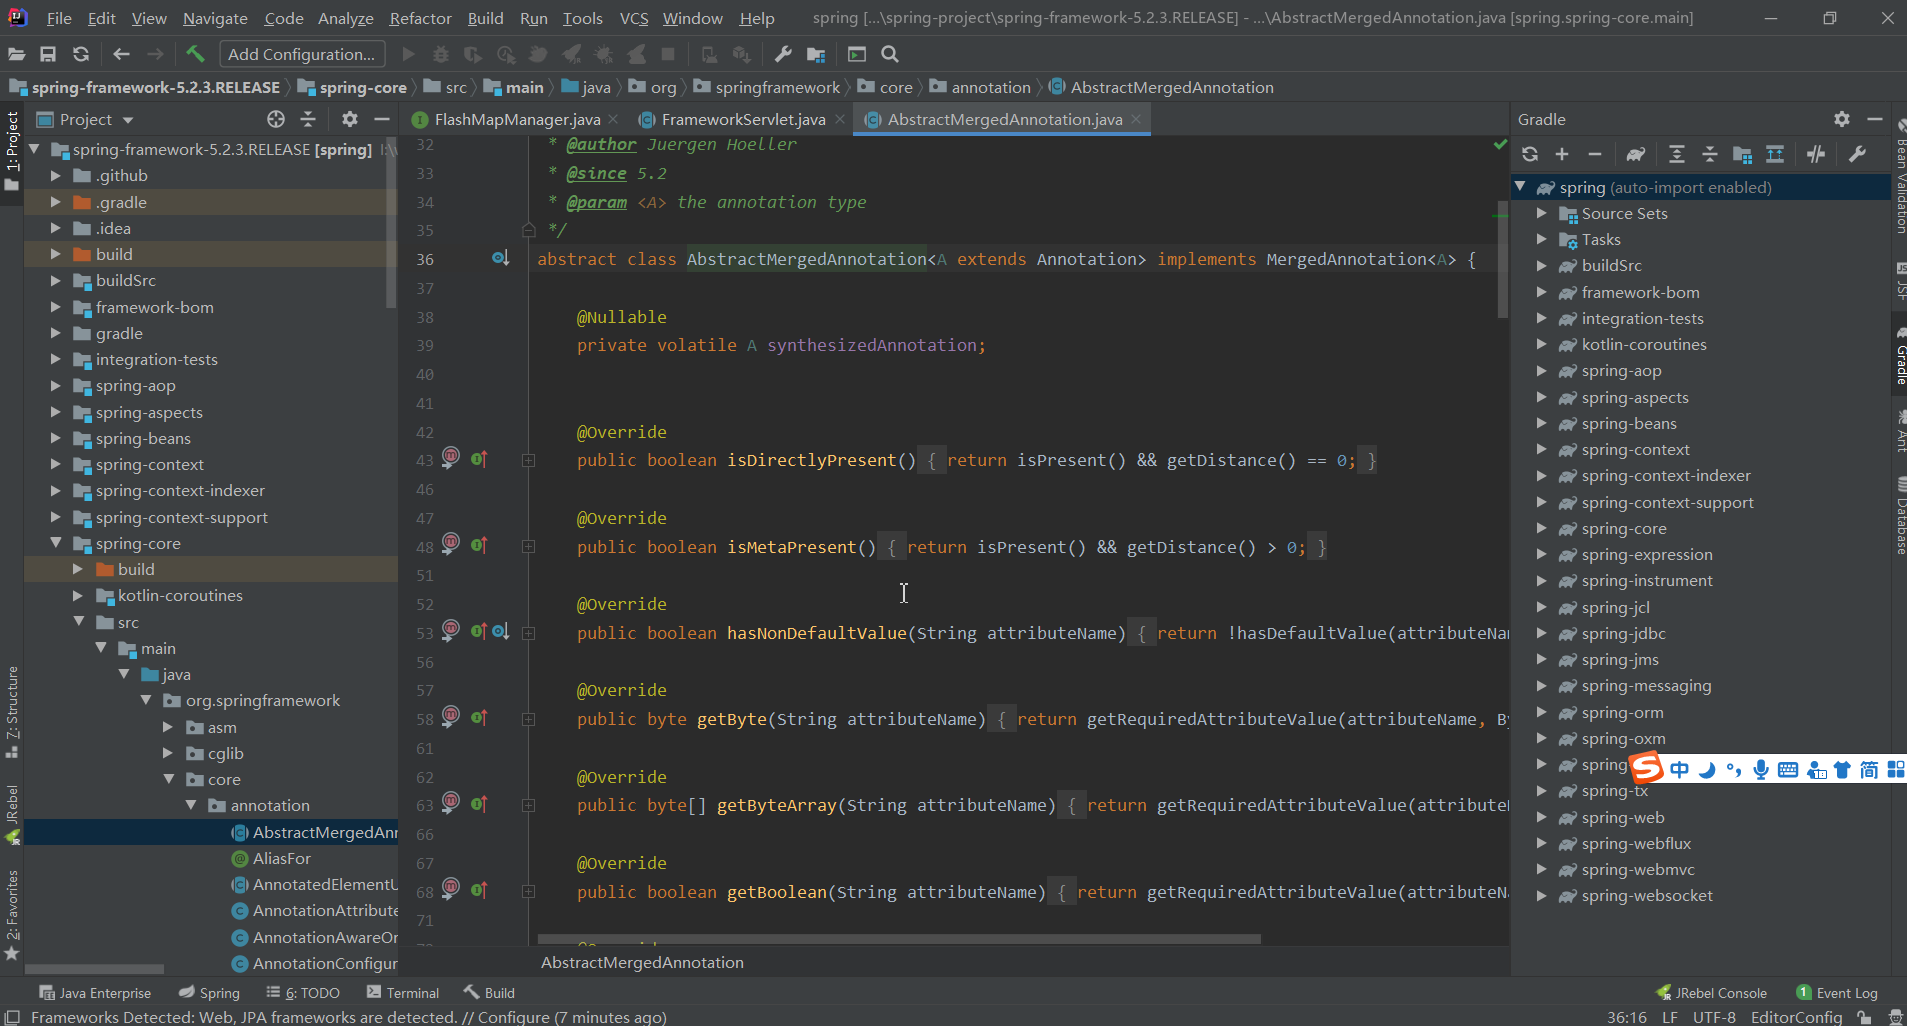 File Edit View Navigate Code Analyze Refactor Build Run Tools VCS Window Help spring [...\spring-project\spring-framework-5.2.3.RELEASE] - ...\AbstractMergedAnnotation.java [spring.spring-core.main]
Add Configuration...
spring-framework-5.2.3.RELEASE spring-core src main java org springframework core annotation AbstractMergedAnnotation
Project
FlashMapManager.java FrameworkServlet.java AbstractMergedAnnotation.java
Gradle
1: Project
Z: Structure
JRebel
2: Favorites
spring-framework-5.2.3.RELEASE [spring]
.github
.gradle
.idea
build
buildSrc
framework-bom
gradle
integration-tests
spring-aop
spring-aspects
spring-beans
spring-context
spring-context-indexer
spring-context-support
spring-core
build
kotlin-coroutines
src
main
java
org.springframework
asm
cglib
core
annotation
AbstractMergedAnr
AliasFor
AnnotatedElementU
AnnotationAttribute
AnnotationAwareOr
AnnotationConfigur
32 * @author Juergen Hoeller
33 * @since 5.2
34 * @param <A> the annotation type
35 */
36 abstract class AbstractMergedAnnotation<A extends Annotation> implements MergedAnnotation<A> {
37
38 @Nullable
39 private volatile A synthesizedAnnotation;
40
41
42 @Override
43 public boolean isDirectlyPresent() { return isPresent() && getDistance() == 0; }
46
47 @Override
48 public boolean isMetaPresent() { return isPresent() && getDistance() > 0; }
51
52 @Override
53 public boolean hasNonDefaultValue(String attributeName) { return !hasDefaultValue(attributeNa
56
57 @Override
58 public byte getByte(String attributeName) { return getRequiredAttributeValue(attributeName, By
61
62 @Override
63 public byte[] getByteArray(String attributeName) { return getRequiredAttributeValue(attribute
66
67 @Override
68 public boolean getBoolean(String attributeName) { return getRequiredAttributeValue(attributeN
71
AbstractMergedAnnotation
spring (auto-import enabled)
Source Sets
Tasks
buildSrc
framework-bom
integration-tests
kotlin-coroutines
spring-aop
spring-aspects
spring-beans
spring-context
spring-context-indexer
spring-context-support
spring-core
spring-expression
spring-instrument
spring-jcl
spring-jdbc
spring-jms
spring-messaging
spring-orm
spring-oxm
spring
S 中 °, 简
spring-tx
spring-web
spring-webflux
spring-webmvc
spring-websocket
Bean Validation
JSF
Gradle
Ant
Database
Java Enterprise Spring 6: TODO Terminal Build JRebel Console 1 Event Log
Frameworks Detected: Web, JPA frameworks are detected. // Configure (7 minutes ago) 36:16 LF UTF-8 EditorConfig